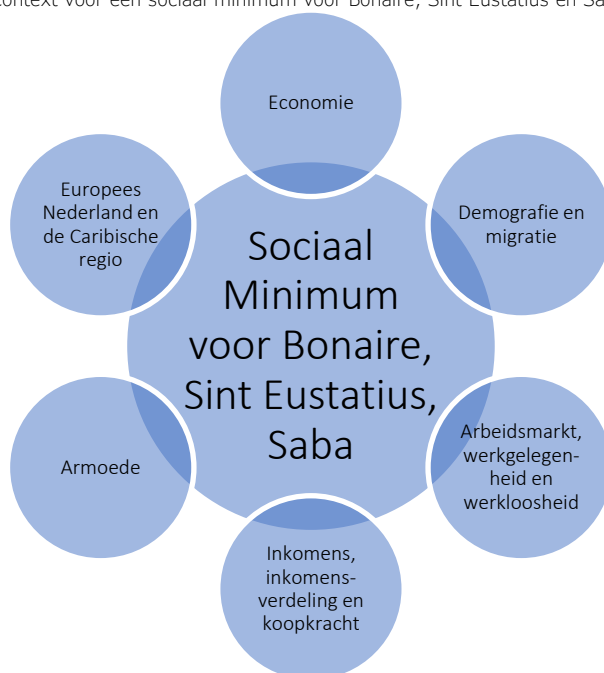 context voor een sociaal minimum voor Bonaire, Sint Eustatius en Sa
Economie
Demografie en
migratie
Arbeidsmarkt,
werkgelegen-
heid en
werkloosheid
Inkomens,
inkomens-
verdeling en
koopkracht
Armoede
Europees
Nederland en
de Caribische
regio
Sociaal
Minimum
voor Bonaire,
Sint Eustatius,
Saba